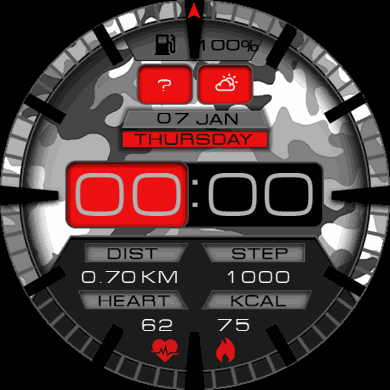 100%
?
07 JAN
THURSDAY
00:00
DIST STEP
0.70 KM 1000
HEART KCAL
62 75